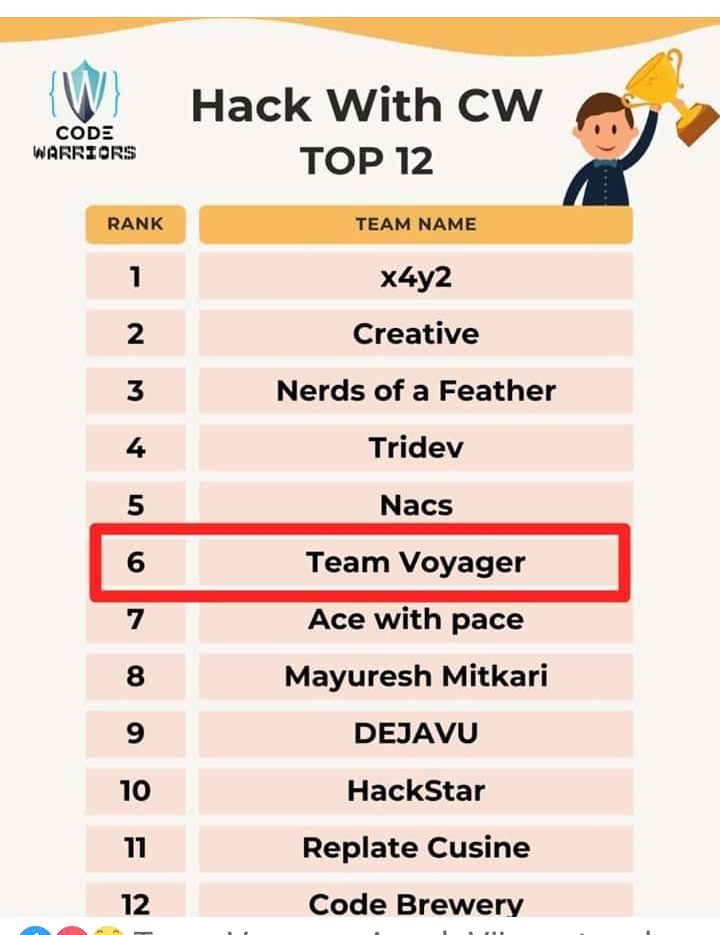 W
CODE
WARRIORS
Hack With CW
TOP 12
RANK TEAM NAME
1 x4y2
2 Creative
3 Nerds of a Feather
4 Tridev
5 Nacs
6 Team Voyager
7 Ace with pace
8 Mayuresh Mitkari
9 DEJAVU
10 HackStar
11 Replate Cusine
12 Code Brewery